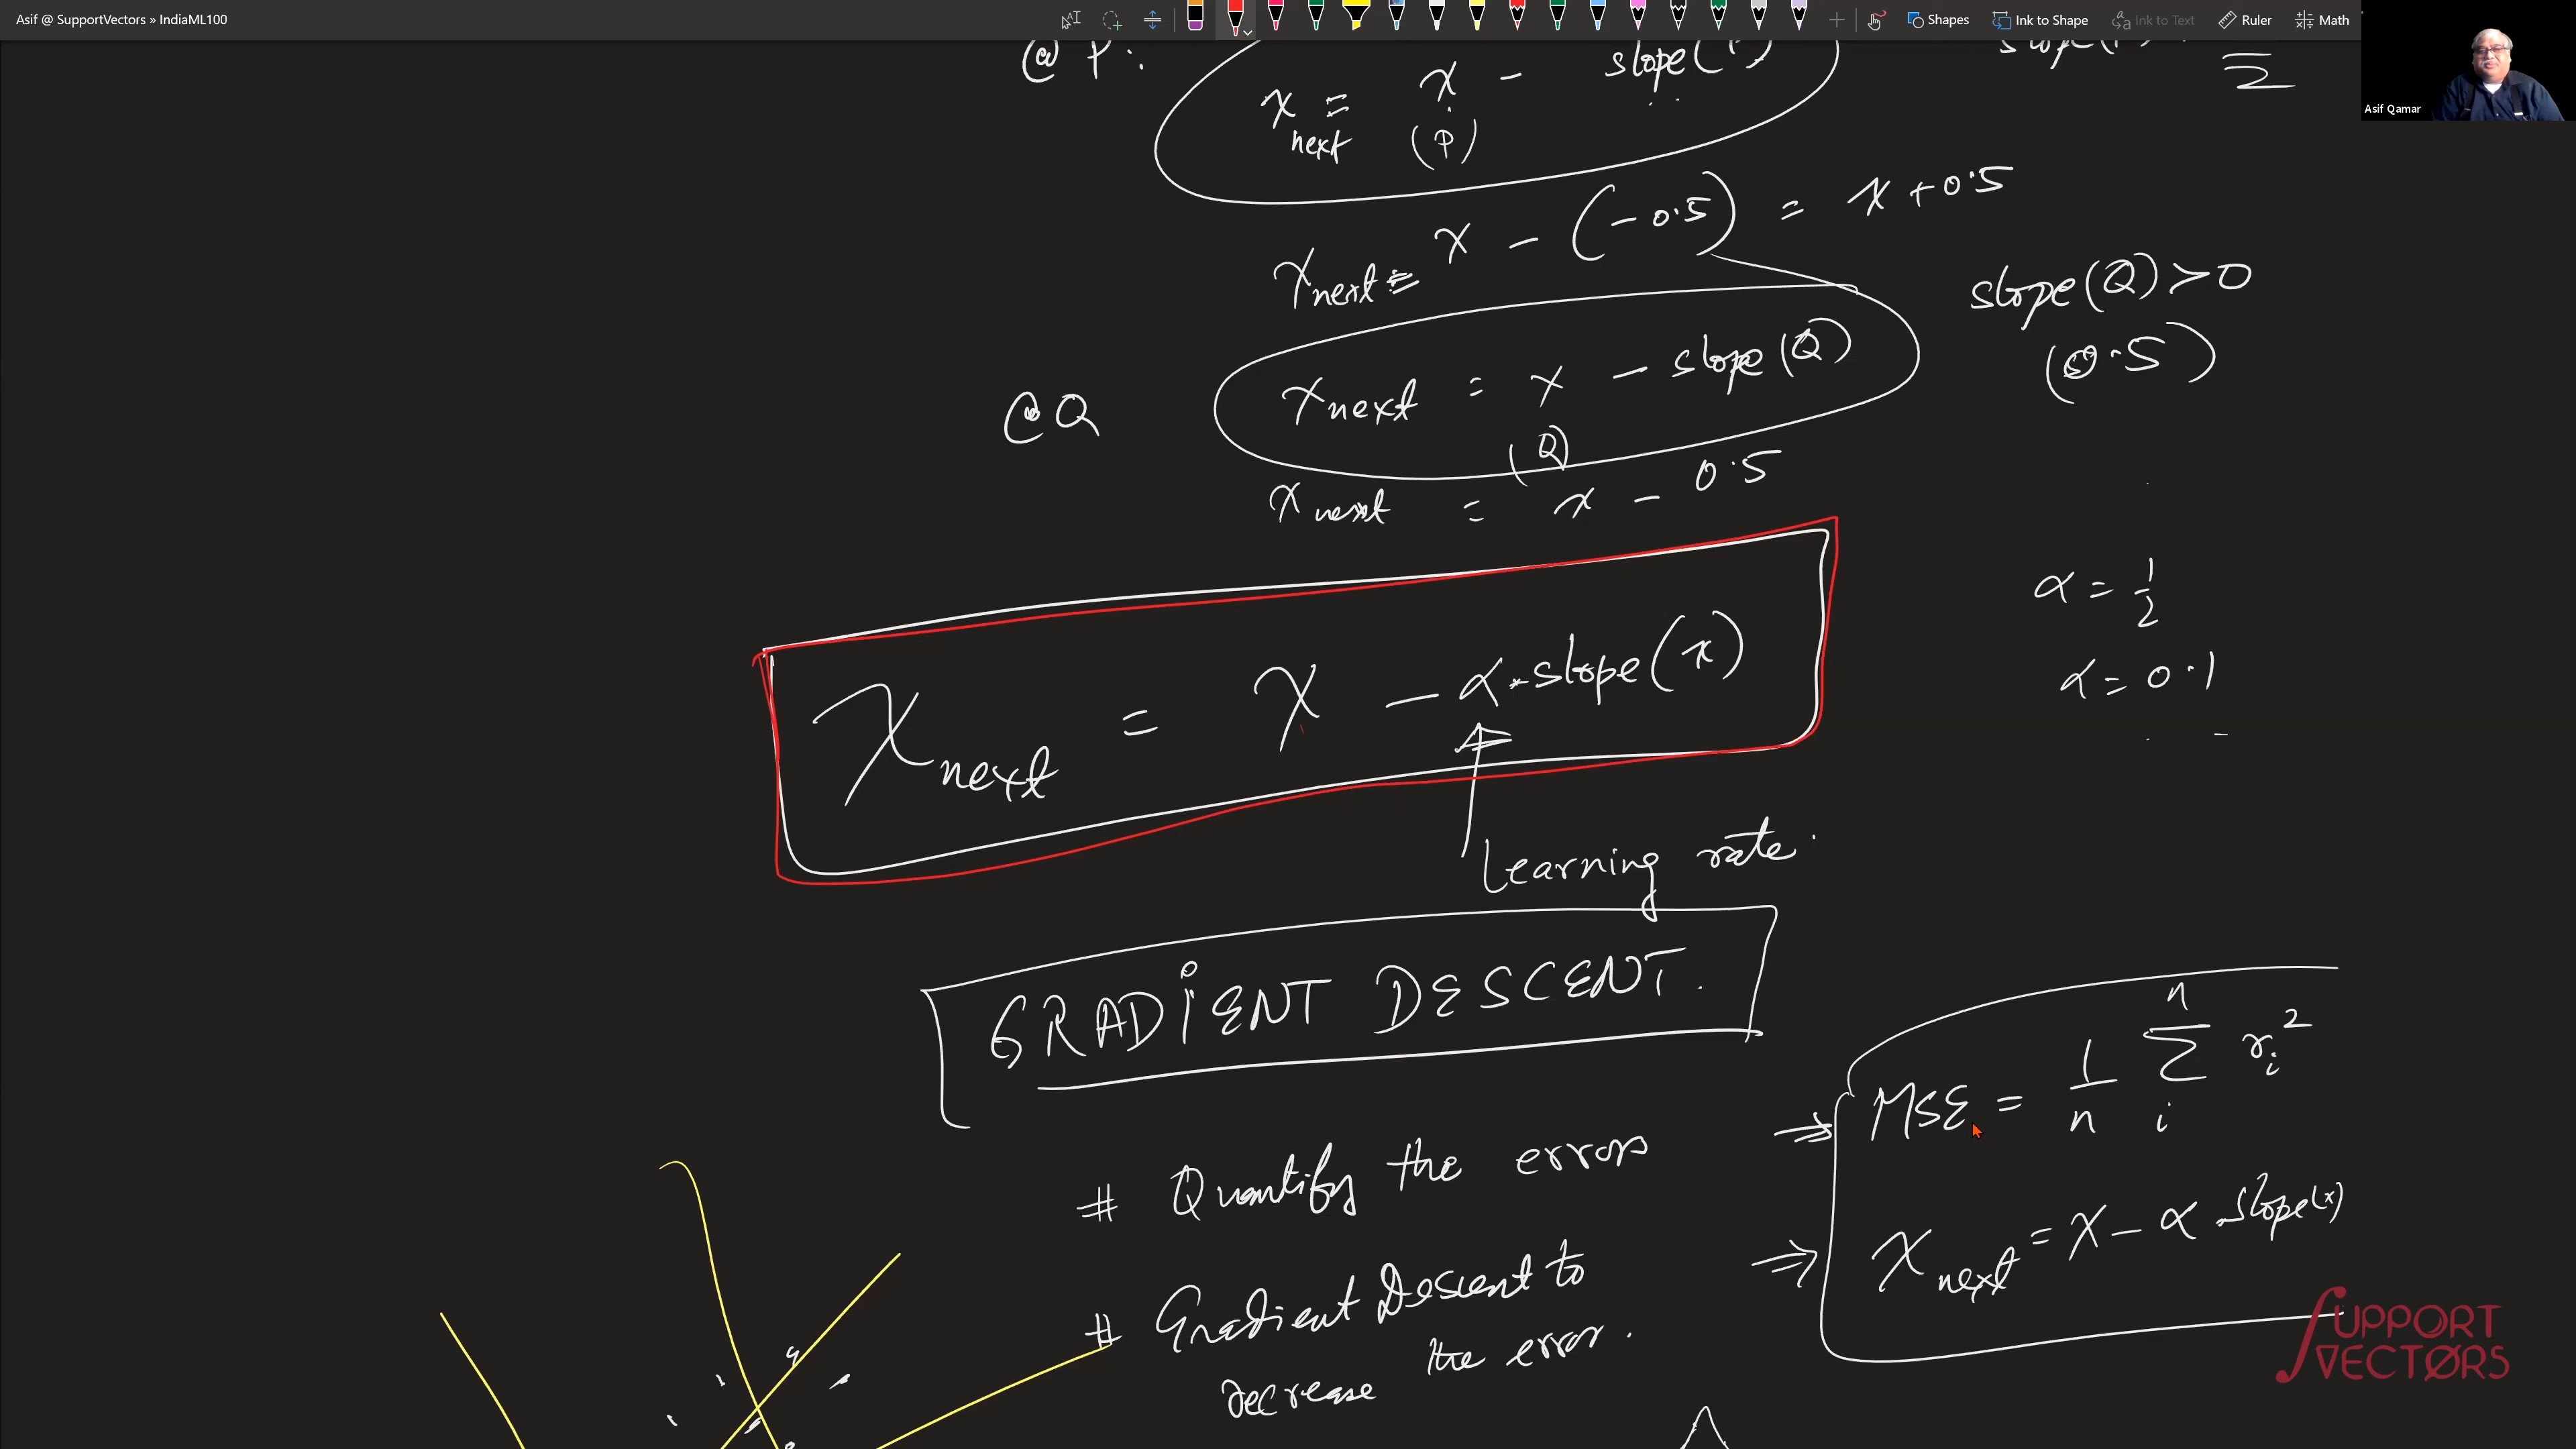 Asif @ SupportVectors » IndiaML100
Shapes
Ink to Shape
Ink to Text
Ruler
Math
Asif Qamar
@ P :
x next = x (P) - slope(P)
2
x next = x - (-0.5) = x + 0.5
slope(Q) > 0
(0.5)
@ Q
x next = x (Q) - slope(Q)
x next = x - 0.5
α = 1/2
α = 0.1
x next = x - α * slope(x)
Learning rate.
GRADIENT DESCENT.
# Quantify the errors ⇒ MSE = 1/n Σ i n r i 2
# Gradient Descent to ⇒ x next = x - α slope(x)
decrease the error.
SUPPORT
VECTORS